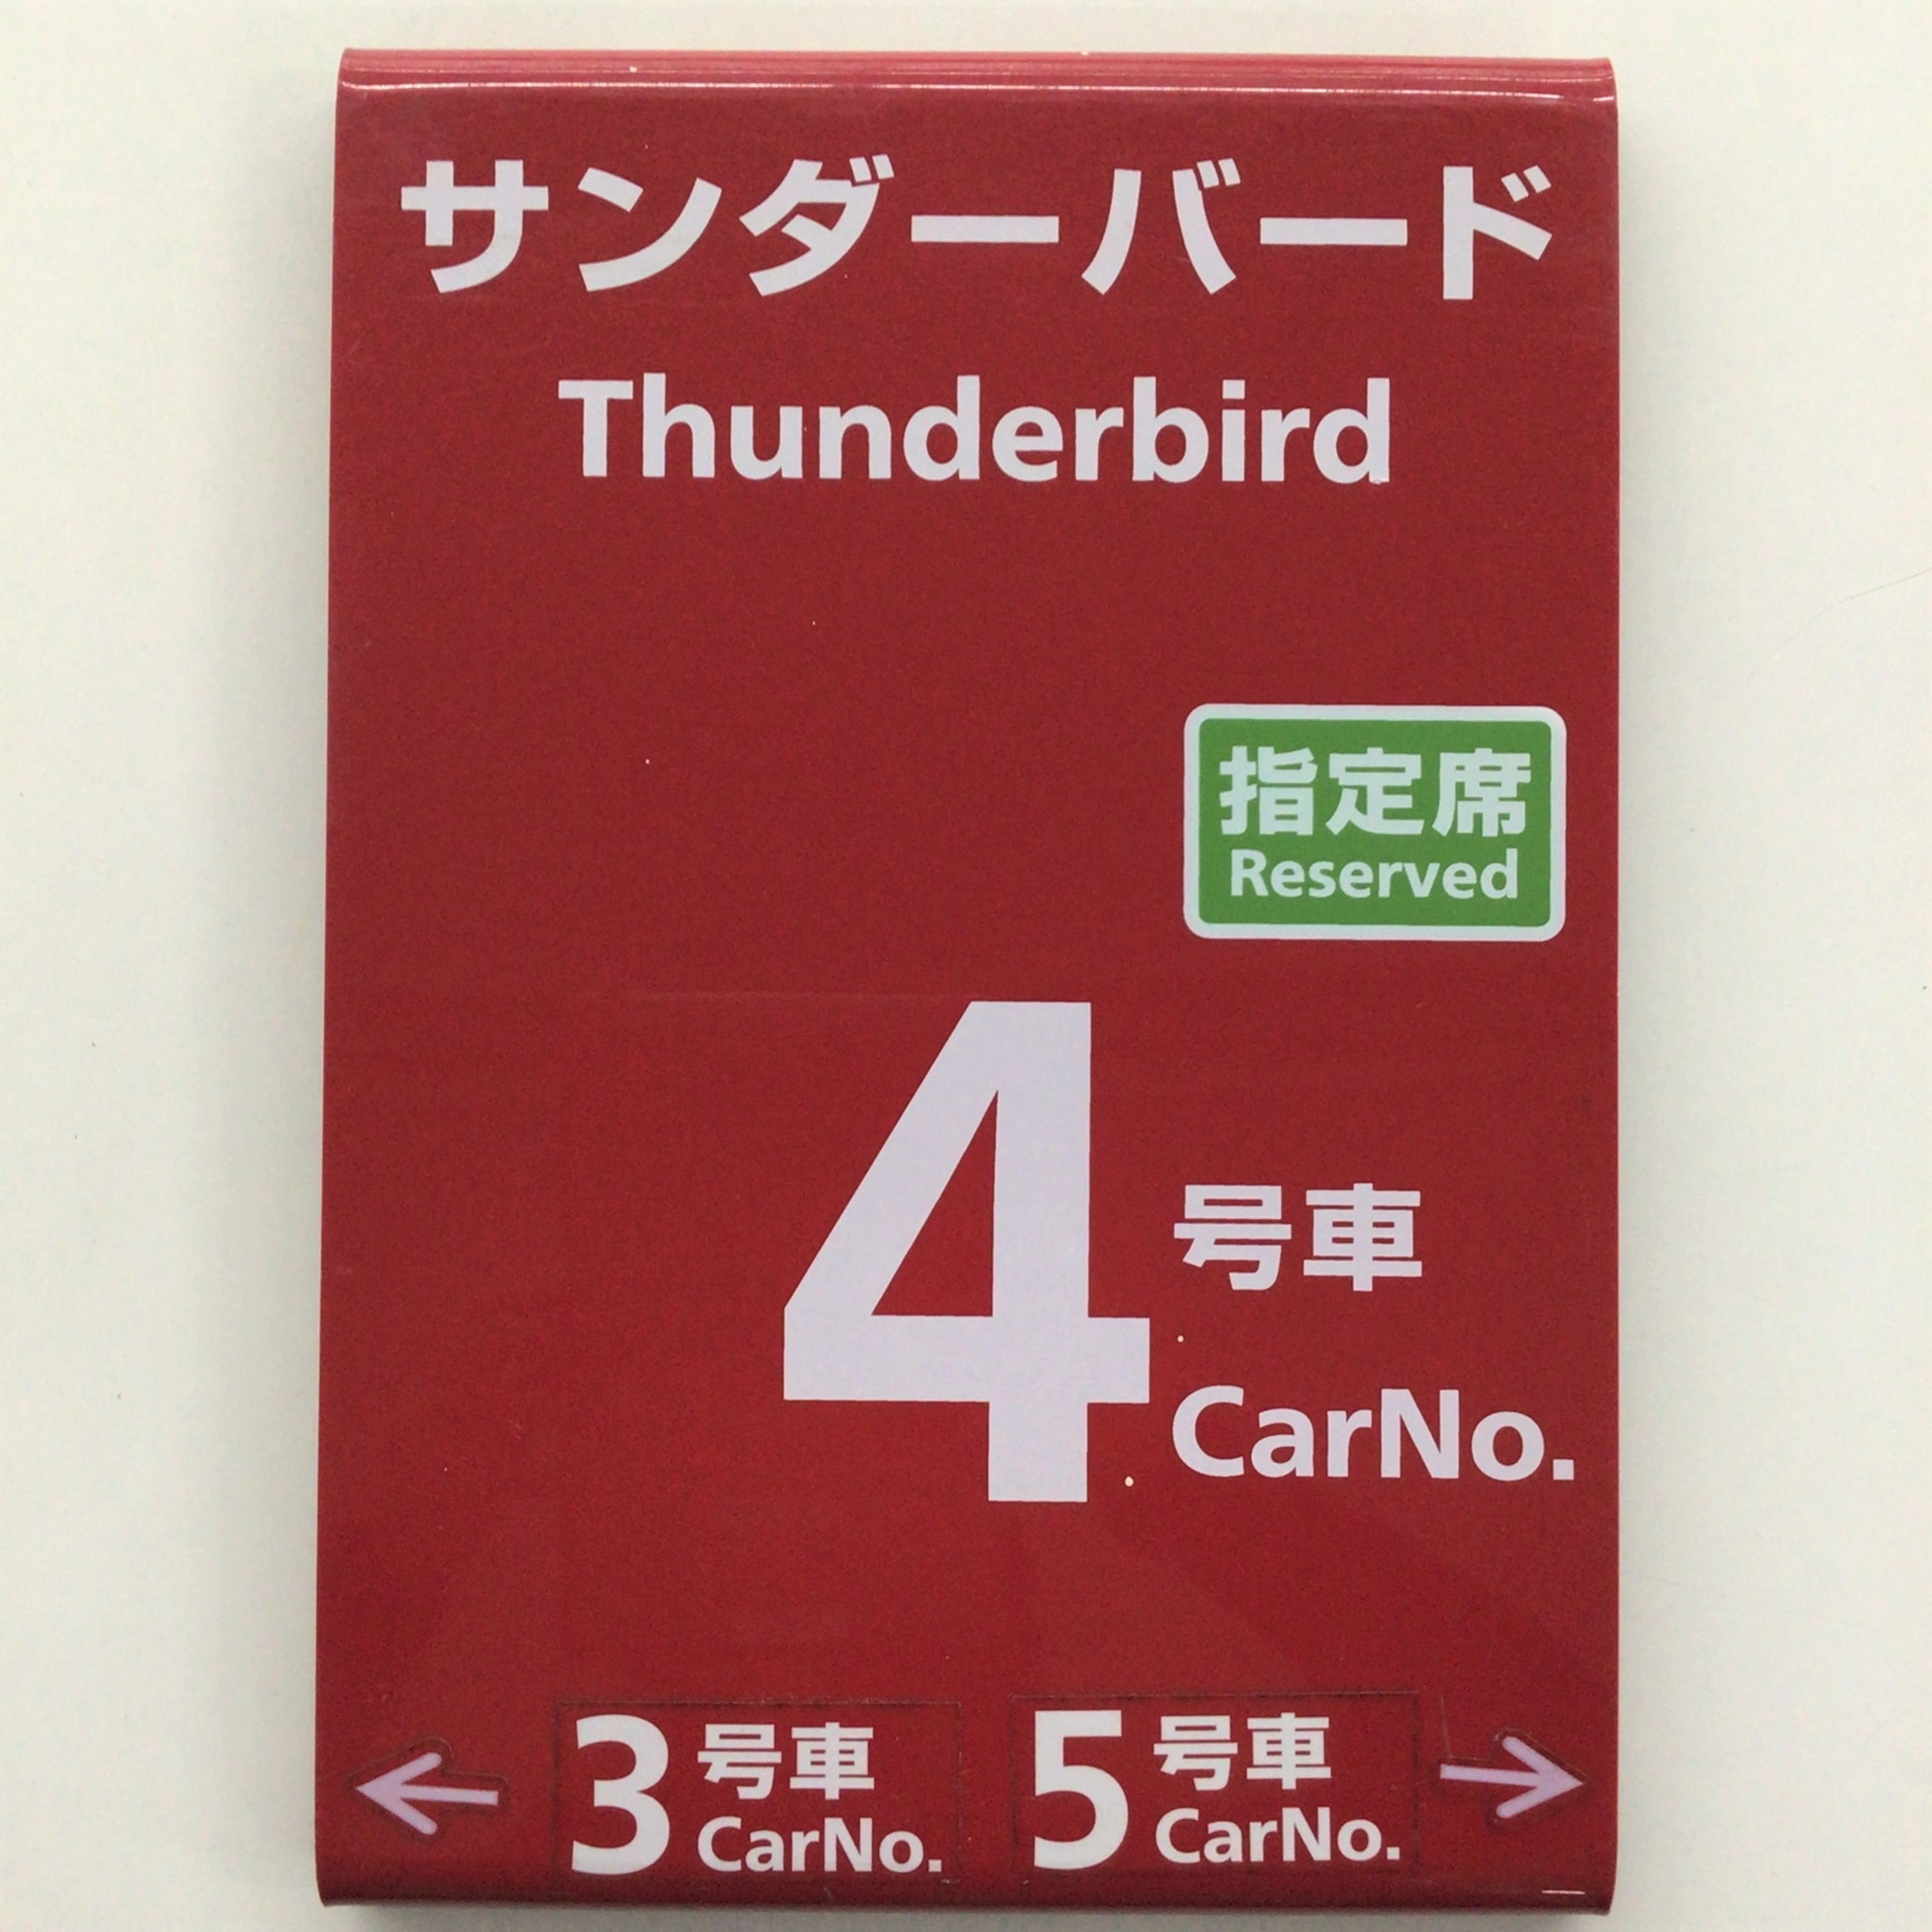 サンダーバード
Thunderbird
指定席
Reserved
4 号車
CarNo.
← 3 号車 CarNo.
5 号車 CarNo. →